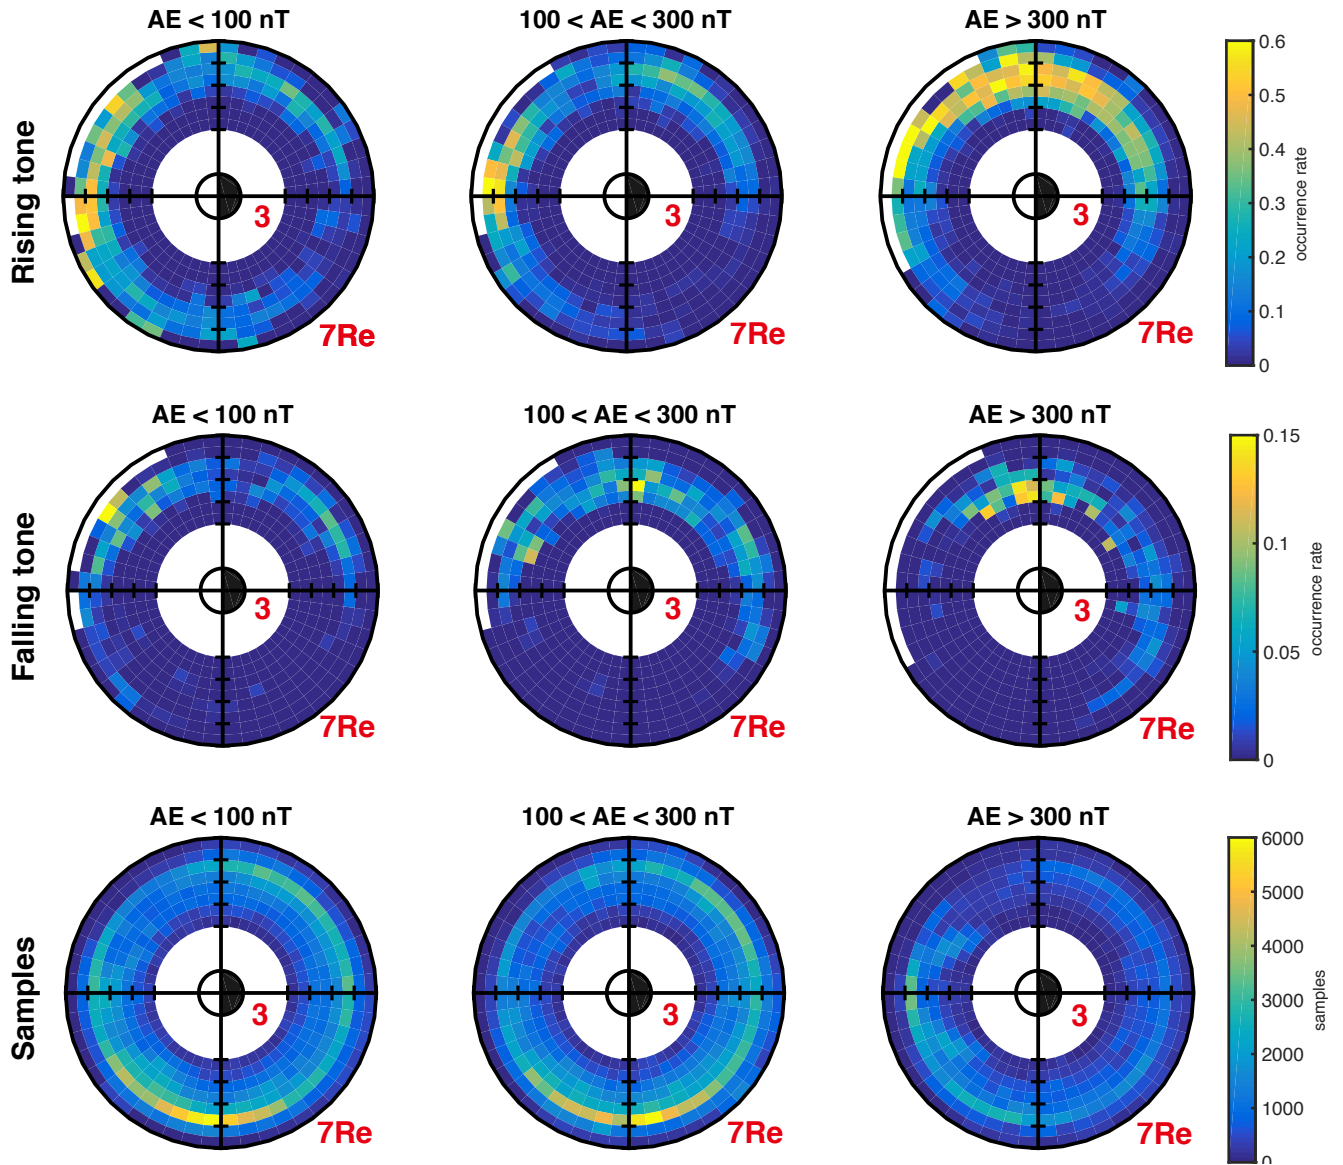 AE < 100 nT
100 < AE < 300 nT
AE > 300 nT
Rising tone
3
7Re
3
7Re
3
7Re
0.6
0.5
0.4
0.3
0.2
0.1
0
occurrence rate
AE < 100 nT
100 < AE < 300 nT
AE > 300 nT
Falling tone
3
7Re
3
7Re
3
7Re
0.15
0.1
0.05
0
occurrence rate
AE < 100 nT
100 < AE < 300 nT
AE > 300 nT
Samples
3
7Re
3
7Re
3
7Re
6000
5000
4000
3000
2000
1000
0
samples